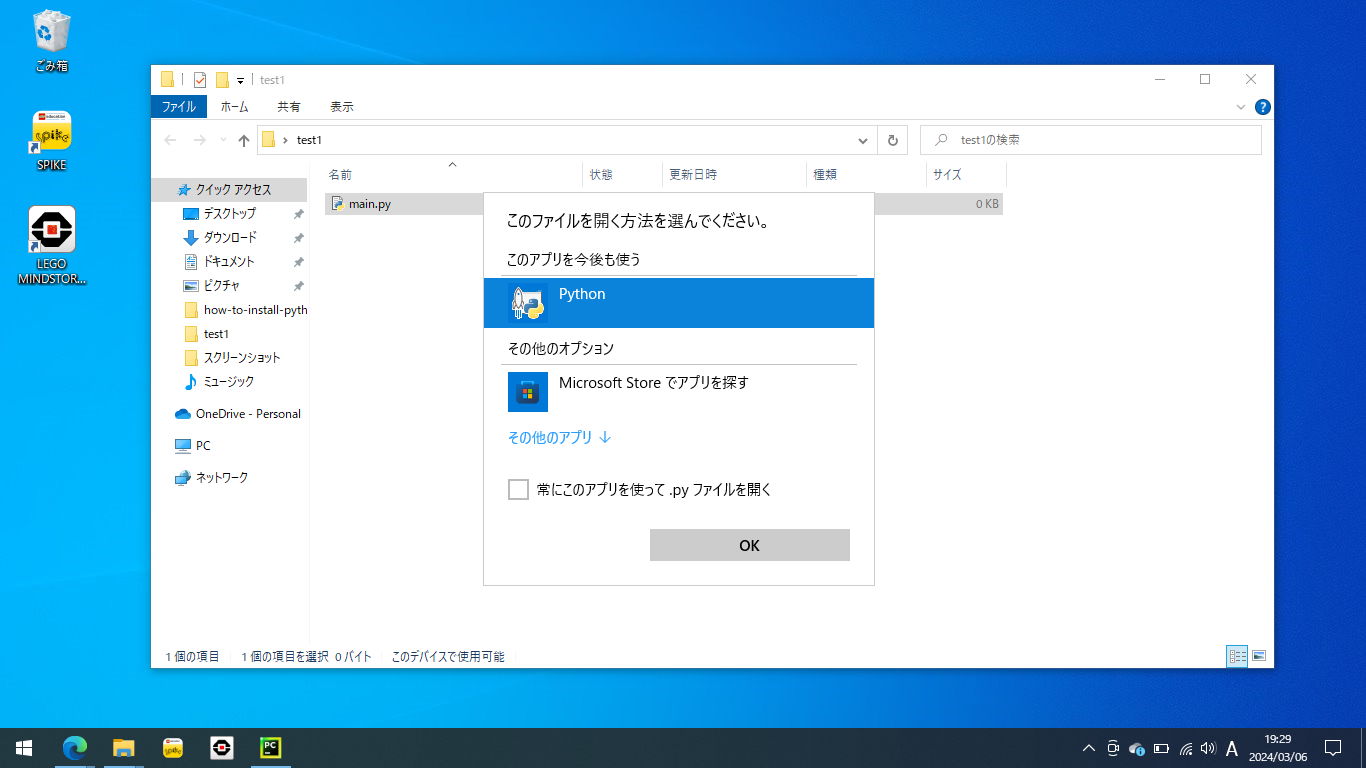 ごみ箱
spike
SPIKE
LEGO
MINDSTOR...
test1
ファイル
ホーム
共有
表示
test1
test1の検索
名前
状態
更新日時
種類
サイズ
クイック アクセス
デスクトップ
ダウンロード
ドキュメント
ピクチャ
how-to-install-pyth
test1
スクリーンショット
ミュージック
OneDrive - Personal
PC
ネットワーク
main.py
0 KB
このファイルを開く方法を選んでください。
このアプリを今後も使う
Python
その他のオプション
Microsoft Store でアプリを探す
その他のアプリ ↓
常にこのアプリを使って .py ファイルを開く
OK
1 個の項目
1 個の項目を選択 0 バイト
このデバイスで使用可能
PC
A
19:29
2024/03/06